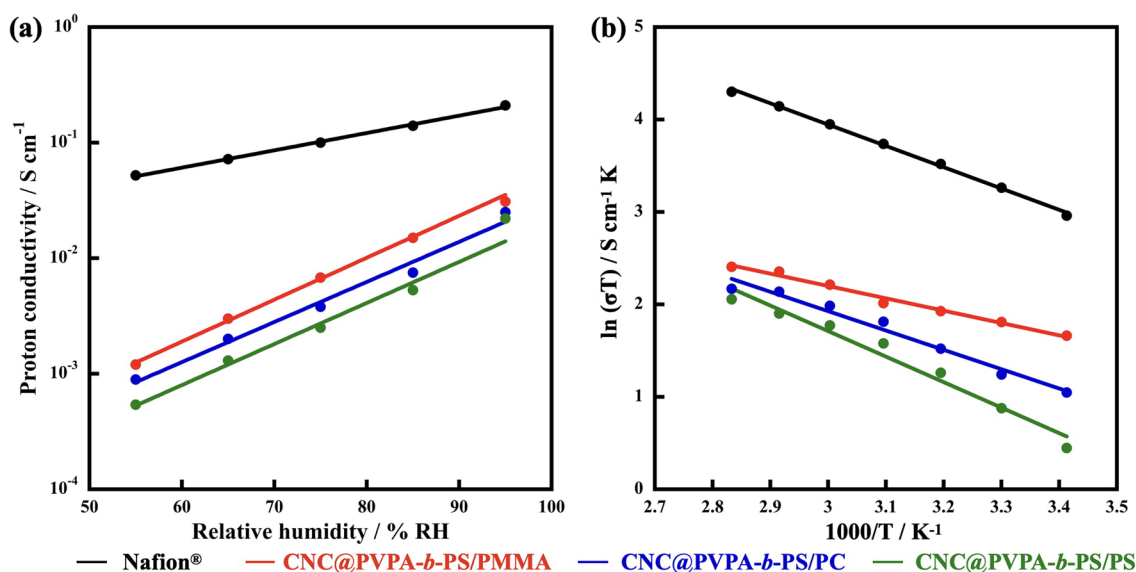 (a)
10⁰
10⁻¹
10⁻²
10⁻³
10⁻⁴
Proton conductivity / S cm⁻¹
50 60 70 80 90 100
Relative humidity / % RH
(b)
5
4
3
2
1
0
ln (σT) / S cm⁻¹ K
2.7 2.8 2.9 3 3.1 3.2 3.3 3.4 3.5
1000/T / K⁻¹
Nafion® CNC@PVPA-b-PS/PMMA CNC@PVPA-b-PS/PC CNC@PVPA-b-PS/PS